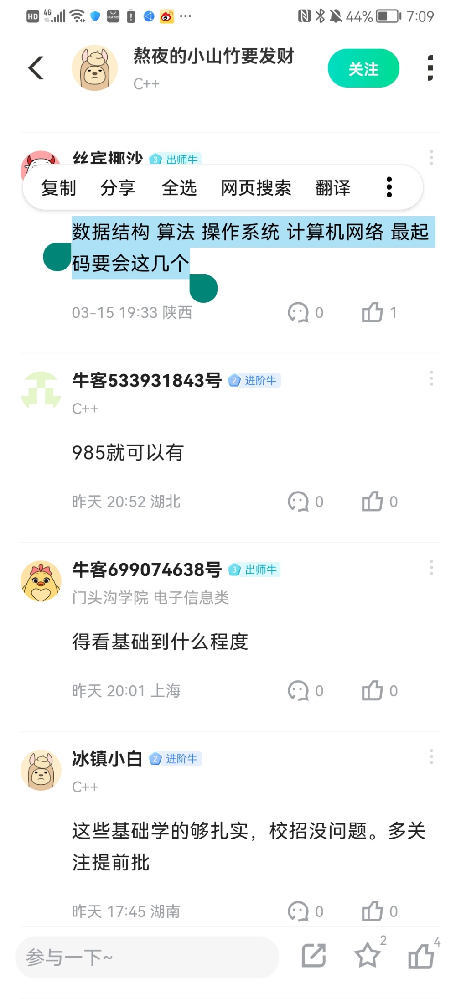 HD 4G HUAWEI 44% 7:09
熬夜的小山竹要发财
C++
关注
丝宾挪沙 3 出师牛
复制 分享 全选 网页搜索 翻译
数据结构 算法 操作系统 计算机网络 最起
码要会这几个
03-15 19:33 陕西 0 1
牛客533931843号 2 进阶牛
C++
985就可以有
昨天 20:52 湖北 0 0
牛客699074638号 3 出师牛
门头沟学院 电子信息类
得看基础到什么程度
昨天 20:01 上海 0 0
冰镇小白 2 进阶牛
C++
这些基础学的够扎实，校招没问题。多关
注提前批
昨天 17:45 湖南 0 0
参与一下~ 2 4